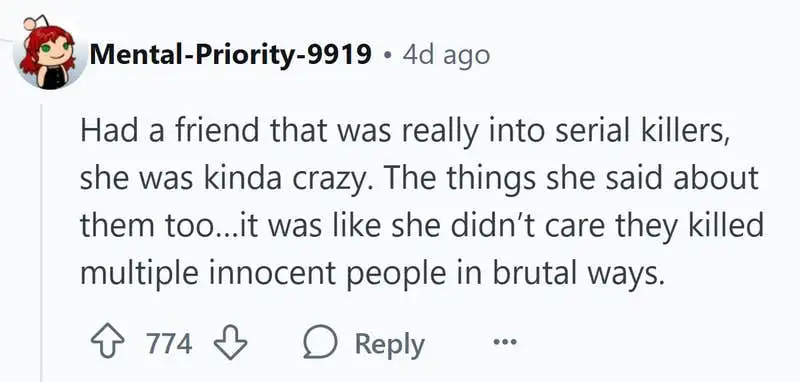 Mental-Priority-9919 • 4d ago
Had a friend that was really into serial killers,
she was kinda crazy. The things she said about
them too...it was like she didn’t care they killed
multiple innocent people in brutal ways.
774 Reply ...